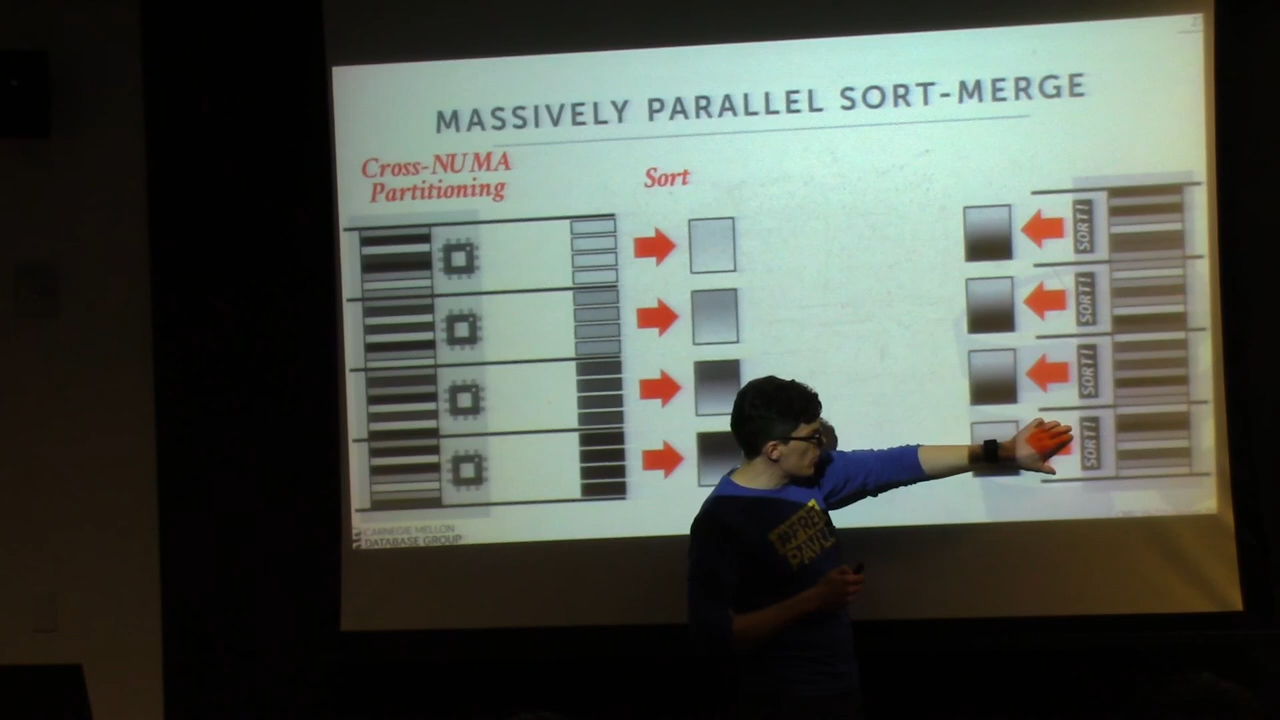 MASSIVELY PARALLEL SORT-MERGE
Cross-NUMA
Partitioning
Sort
SORT!
SORT!
SORT!
SORT!
CARNEGIE MELLON
DATABASE GROUP